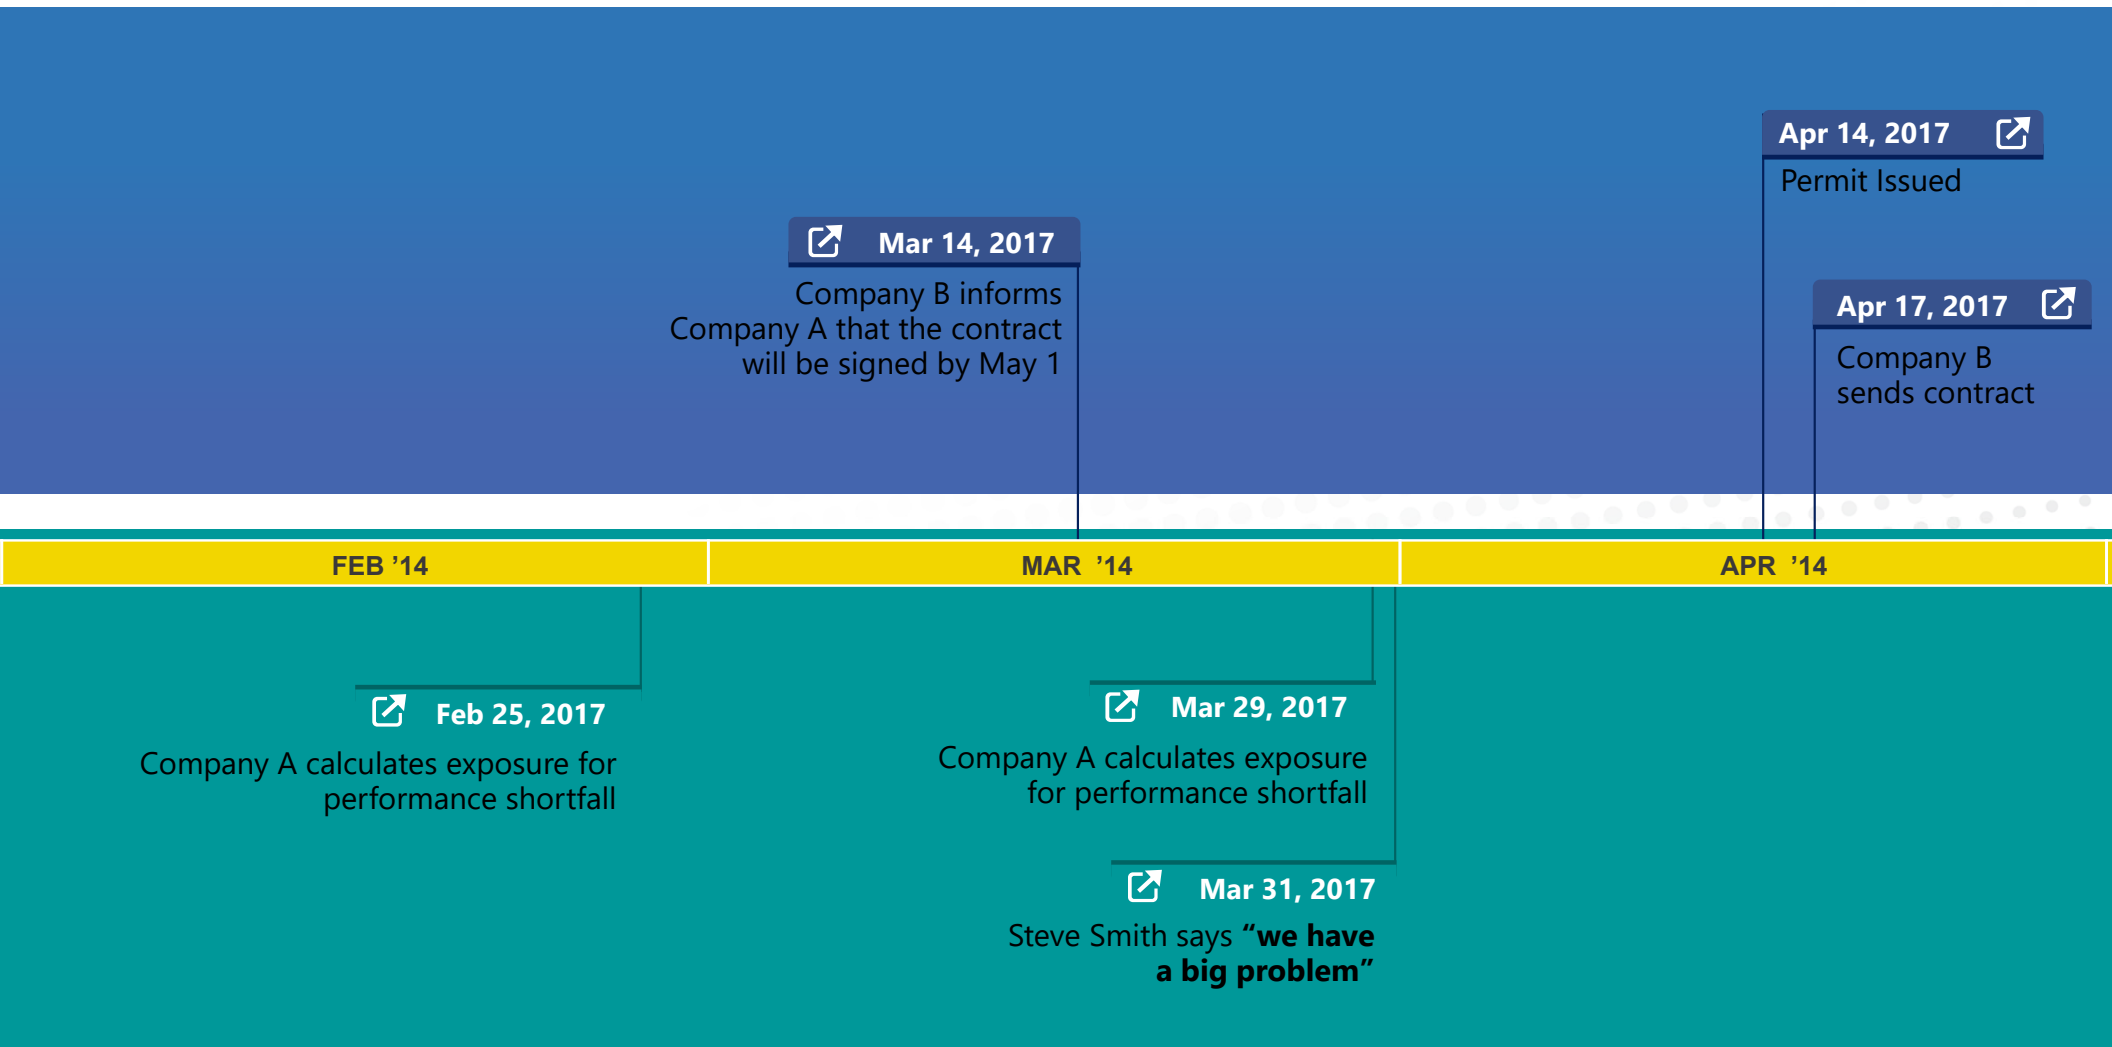 Apr 14, 2017
Permit Issued
Mar 14, 2017
Company B informs
Company A that the contract
will be signed by May 1
Apr 17, 2017
Company B
sends contract
FEB ’14
MAR ’14
APR ’14
Feb 25, 2017
Company A calculates exposure for
performance shortfall
Mar 29, 2017
Company A calculates exposure
for performance shortfall
Mar 31, 2017
Steve Smith says “we have
a big problem”